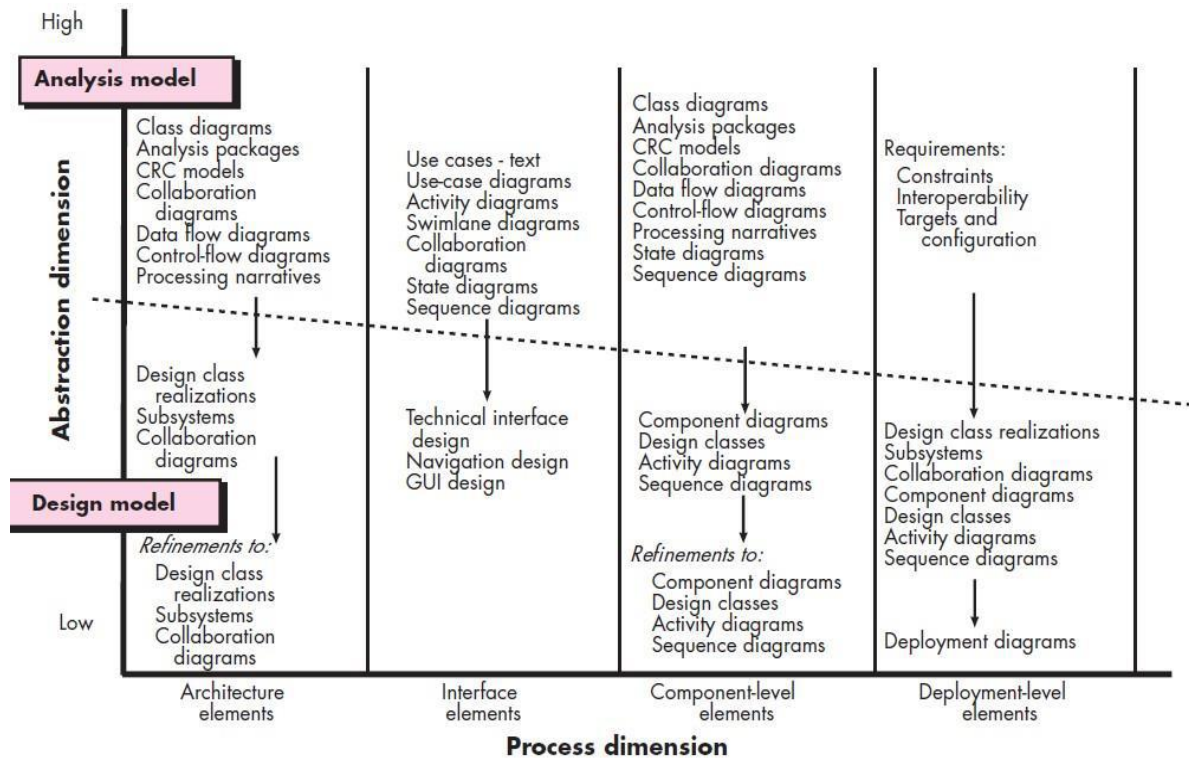 High
Analysis model
Abstraction dimension
Class diagrams
Analysis packages
CRC models
Collaboration
diagrams
Data flow diagrams
Control-flow diagrams
Processing narratives
Design class
realizations
Subsystems
Collaboration
diagrams
Design model
Refinements to:
Design class
realizations
Subsystems
Collaboration
diagrams
Low
Use cases - text
Use-case diagrams
Activity diagrams
Swimlane diagrams
Collaboration
diagrams
State diagrams
Sequence diagrams
Technical interface
design
Navigation design
GUI design
Class diagrams
Analysis packages
CRC models
Collaboration diagrams
Data flow diagrams
Control-flow diagrams
Processing narratives
State diagrams
Sequence diagrams
Component diagrams
Design classes
Activity diagrams
Sequence diagrams
Refinements to:
Component diagrams
Design classes
Activity diagrams
Sequence diagrams
Requirements:
Constraints
Interoperability
Targets and
configuration
Design class realizations
Subsystems
Collaboration diagrams
Component diagrams
Design classes
Activity diagrams
Sequence diagrams
Deployment diagrams
Architecture
elements
Interface
elements
Component-level
elements
Deployment-level
elements
Process dimension